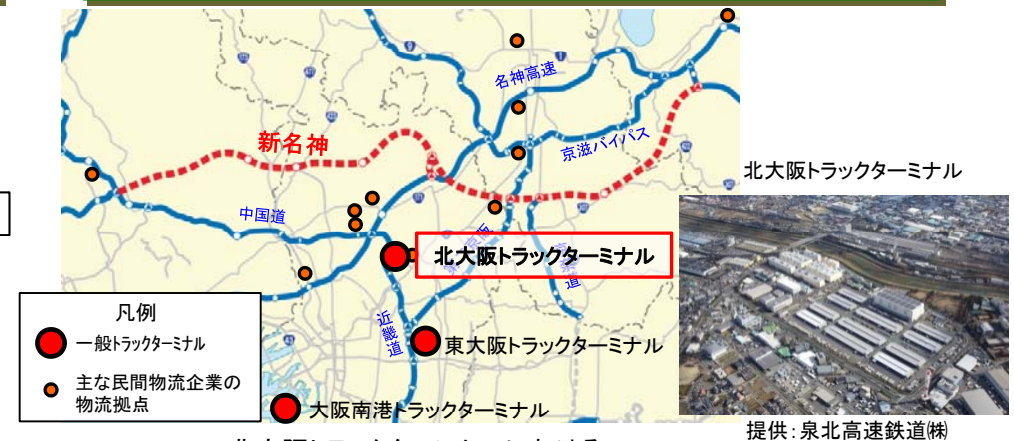 名神高速
新名神
京滋バイパス
北大阪トラックターミナル
中国道
北大阪トラックターミナル
凡例
一般トラックターミナル
主な民間物流企業の
物流拠点
近畿道
東大阪トラックターミナル
大阪南港トラックターミナル
提供：泉北高速鉄道㈱